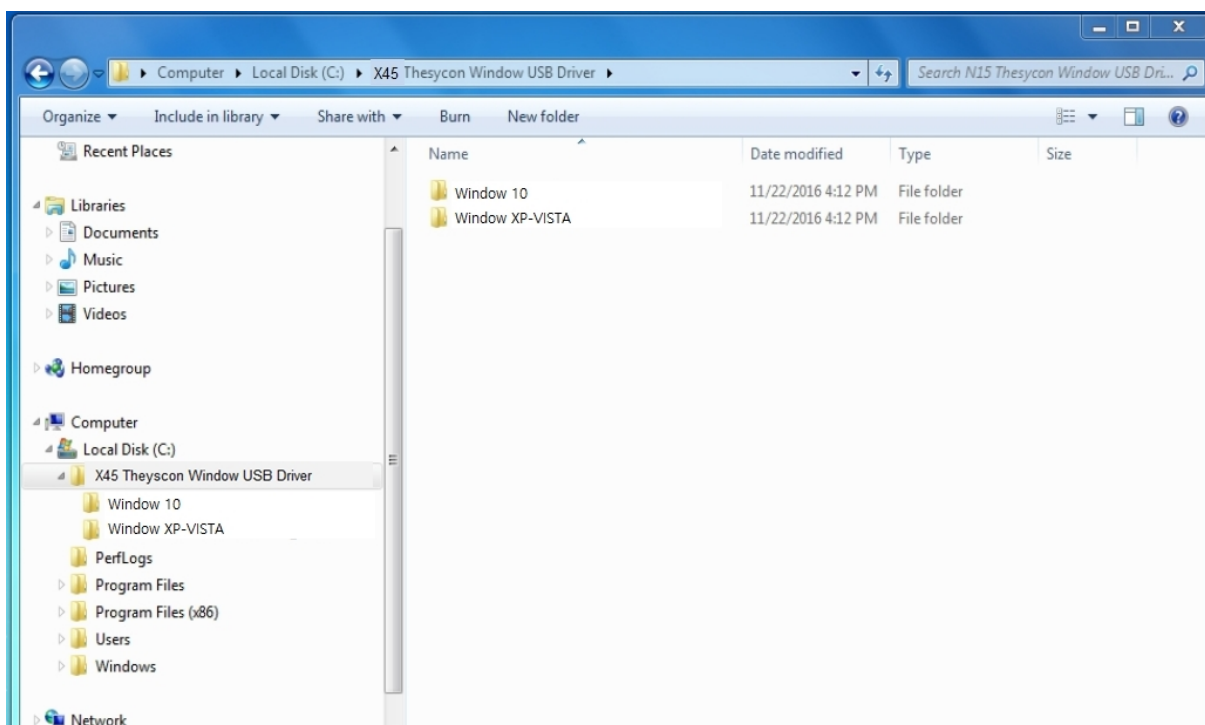 Computer Local Disk (C:) X45 Thesycon Window USB Driver Search N15 Thesycon Window USB Dri...
Organize Include in library Share with Burn New folder
Recent Places
Libraries
Documents
Music
Pictures
Videos
Homegroup
Computer
Local Disk (C:)
X45 Theyscon Window USB Driver
Window 10
Window XP-VISTA
PerfLogs
Program Files
Program Files (x86)
Users
Windows
Network
Name Date modified Type Size
Window 10 11/22/2016 4:12 PM File folder
Window XP-VISTA 11/22/2016 4:12 PM File folder